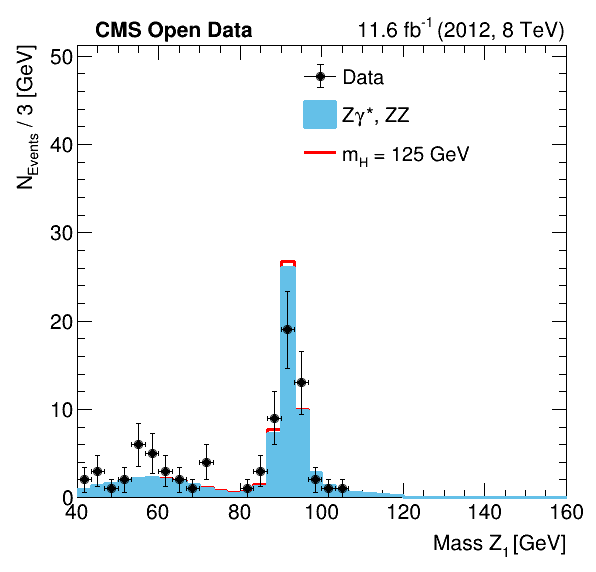 CMS Open Data 11.6 fb⁻¹ (2012, 8 TeV)
N_Events / 3 [GeV]
Data
Zγ*, ZZ
m_H = 125 GeV
50
40
30
20
10
0
40 60 80 100 120 140 160
Mass Z_1 [GeV]